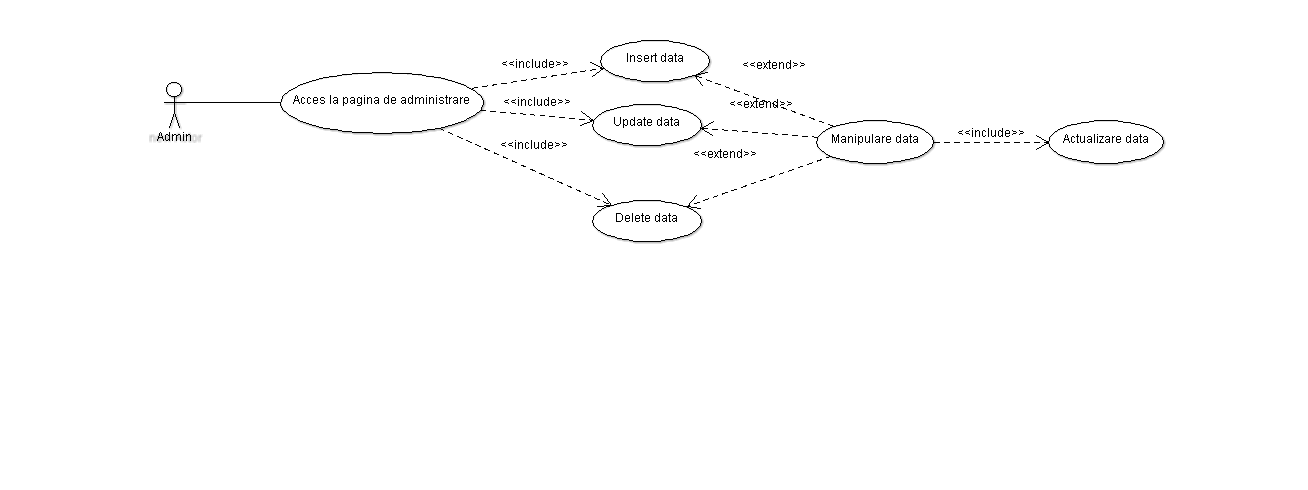 Insert data
<<include>>
<<extend>>
Acces la pagina de administrare
<<include>>
<<extend>>
Update data
Admin
Manipulare data
<<include>>
Actualizare data
<<include>>
<<extend>>
Delete data